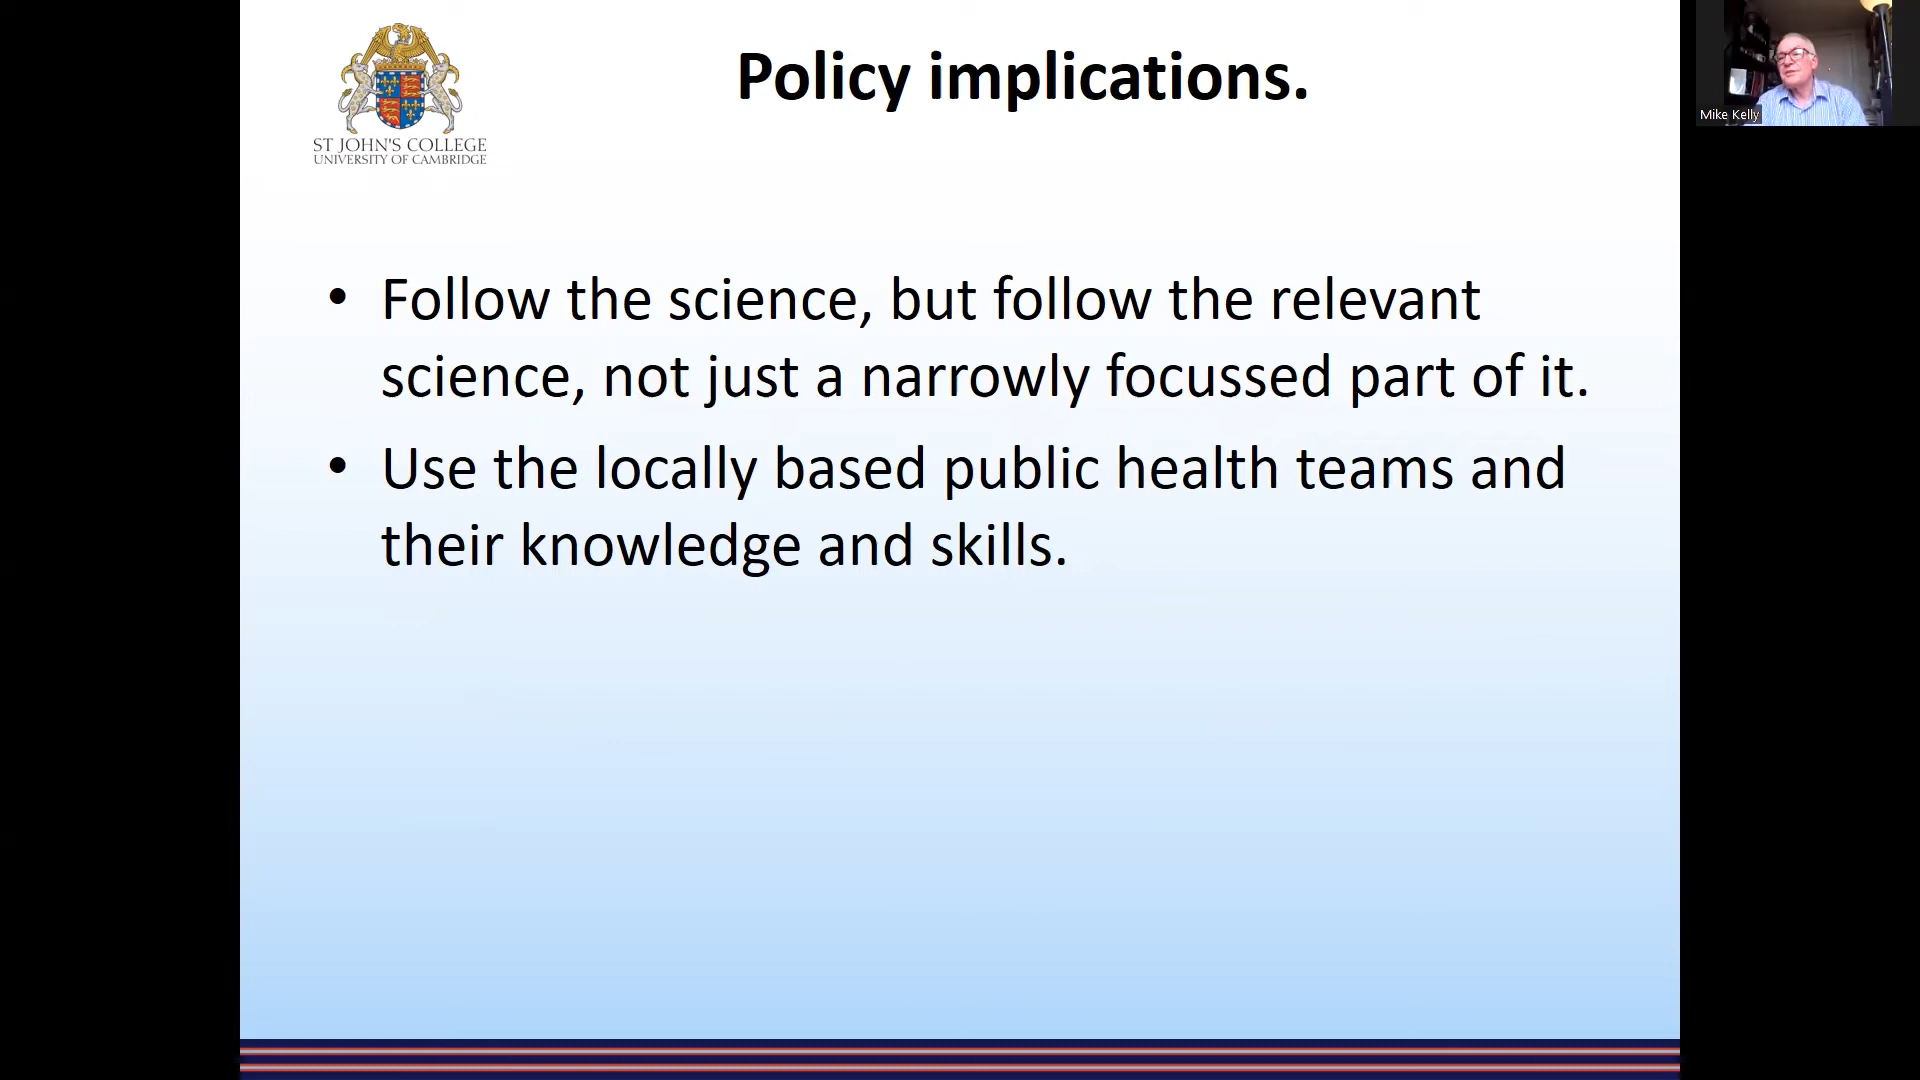 ST JOHN'S COLLEGE
UNIVERSITY OF CAMBRIDGE
Policy implications.
Mike Kelly
• Follow the science, but follow the relevant
science, not just a narrowly focussed part of it.
• Use the locally based public health teams and
their knowledge and skills.